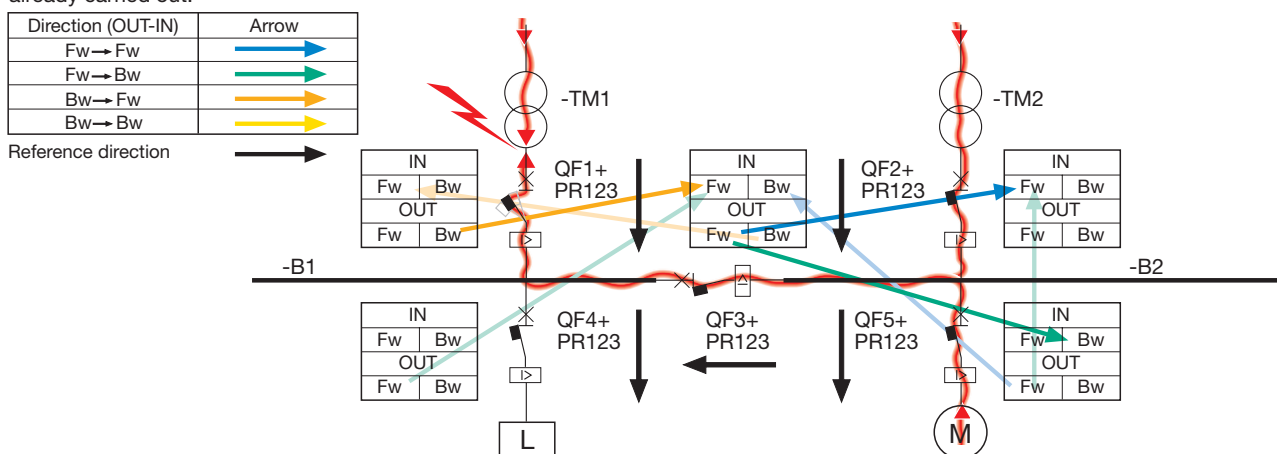 already carried out.
Direction (OUT-IN) Arrow
Fw → Fw
Fw → Bw
Bw → Fw
Bw → Bw
Reference direction
-TM1
-TM2
IN
Fw Bw
OUT
Fw Bw
QF1+
PR123
IN
Fw Bw
OUT
Fw Bw
QF2+
PR123
IN
Fw Bw
OUT
Fw Bw
I>
I>
-B1
-B2
I>
IN
Fw Bw
OUT
Fw Bw
QF4+
PR123
QF3+
PR123
QF5+
PR123
IN
Fw Bw
OUT
Fw Bw
I>
I>
L
M